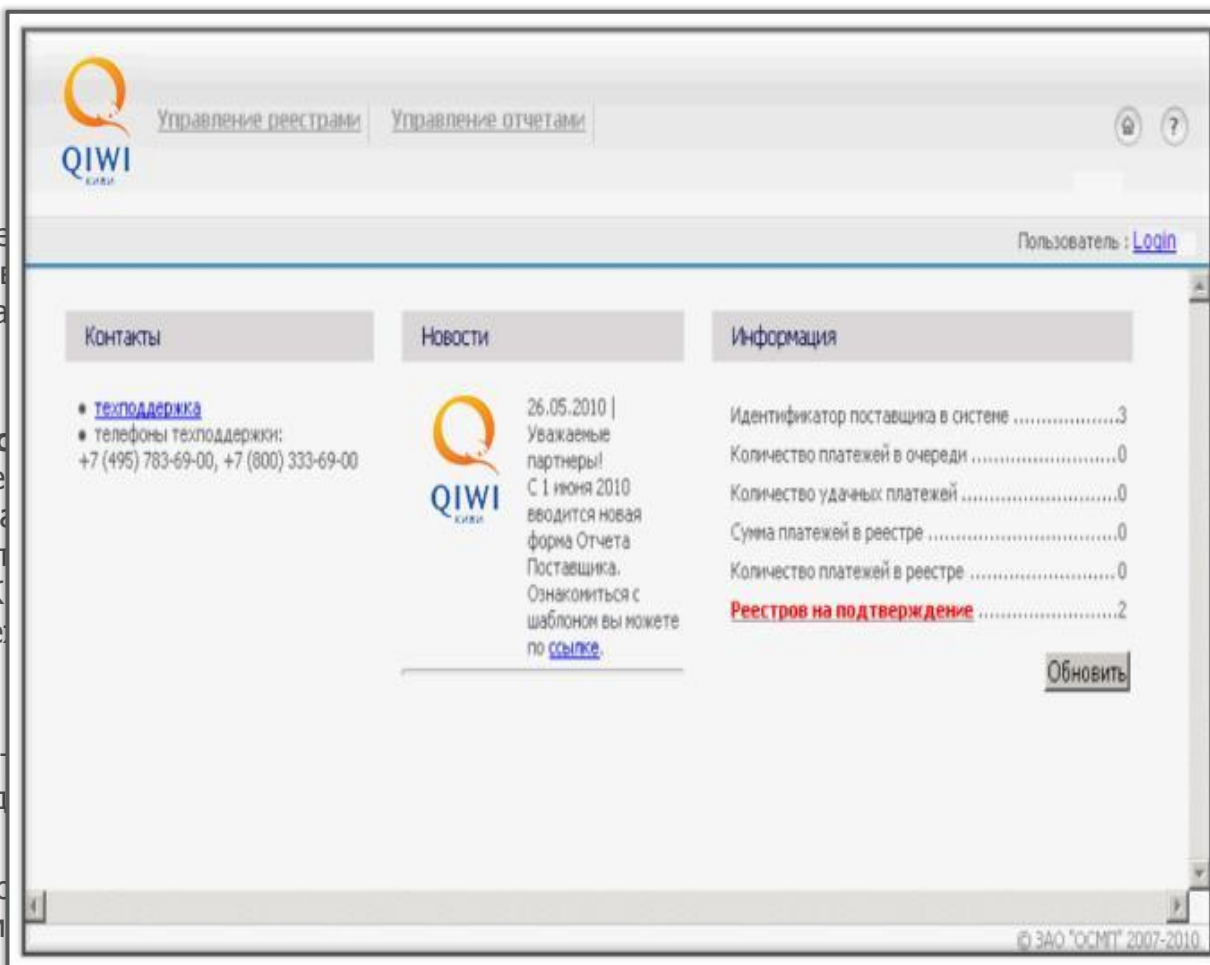 QIWI
КИВИ
Управление реестрами
Управление отчетами
?
Пользователь : Login
Контакты
• техподдержка
• телефоны техподдержки:
+7 (495) 783-69-00, +7 (800) 333-69-00
Новости
QIWI
КИВИ
26.05.2010 |
Уважаемые
партнеры!
С 1 июня 2010
вводится новая
форма Отчета
Поставщика.
Ознакомиться с
шаблоном вы можете
по ссылке.
Информация
Идентификатор поставщика в системе ..................3
Количество платежей в очереди .........................0
Количество удачных платежей ...........................0
Сумма платежей в реестре ................................0
Количество платежей в реестре .........................0
Реестров на подтверждение ........................2
Обновить
© ЗАО "ОСМП" 2007-2010